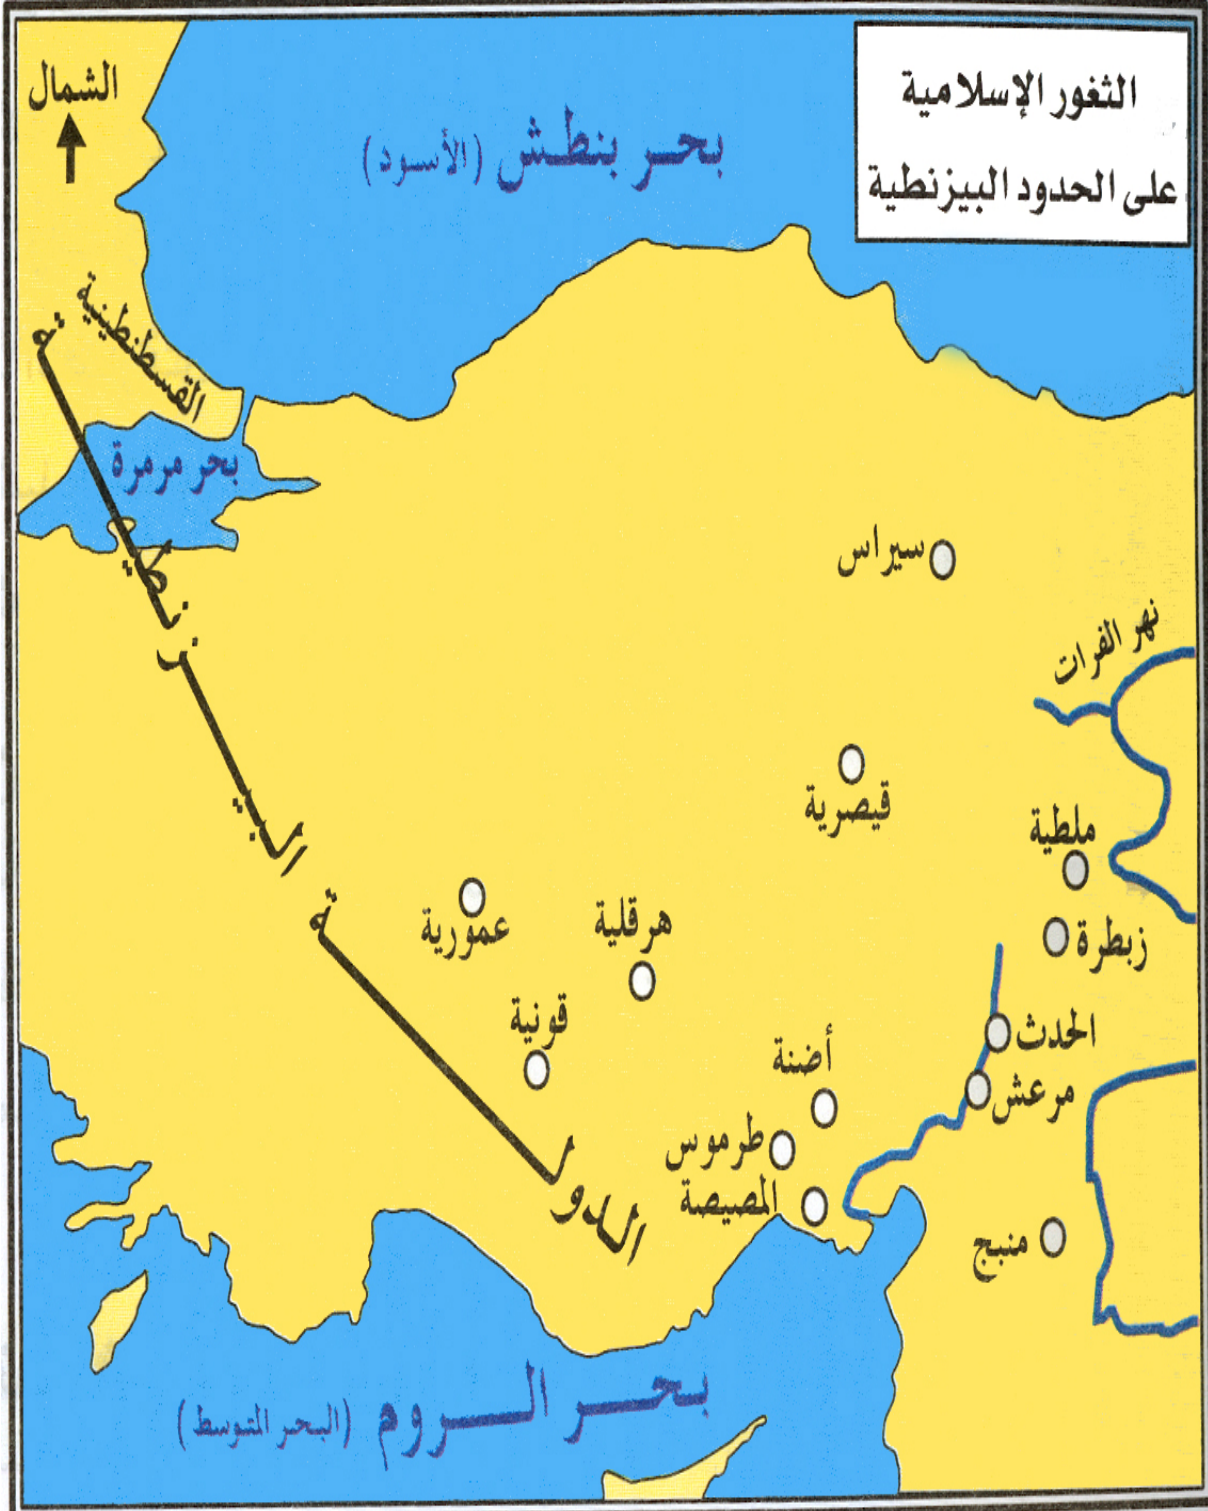 الثغور الإسلامية
على الحدود البيزنطية
الشمال
بحر بنطش (الأسود)
القسطنطينية
بحر مرمرة
سيراس
نهر الفرات
قيصرية
ملطية
زبطرة
عمورية
هرقلية
قونية
الحدث
مرعش
أضنة
طرموس
المصيصة
منبج
الدولة البيزنطية
بحر الروم (البحر المتوسط)